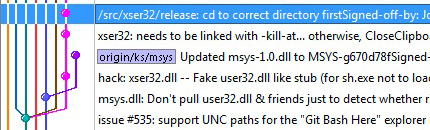 /src/xser32/release: cd to correct directory firstSigned-off-by: Jo
xser32: needs to be linked with -kill-at... otherwise, CloseClipbo
origin/ks/msys Updated msys-1.0.dll to MSYS-g670d78fSigned-
hack: xser32.dll -- Fake user32.dll like stub (for sh.exe not to load
msys.dll: Don't pull user32.dll & friends just to detect whether r
issue #535: support UNC paths for the "Git Bash Here" explorer